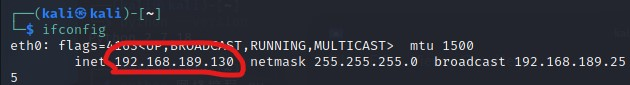 ┌──(kali㉿kali)-[~]
└─$ ifconfig
eth0: flags=4163<UP,BROADCAST,RUNNING,MULTICAST>  mtu 1500
        inet 192.168.189.130  netmask 255.255.255.0  broadcast 192.168.189.25
5